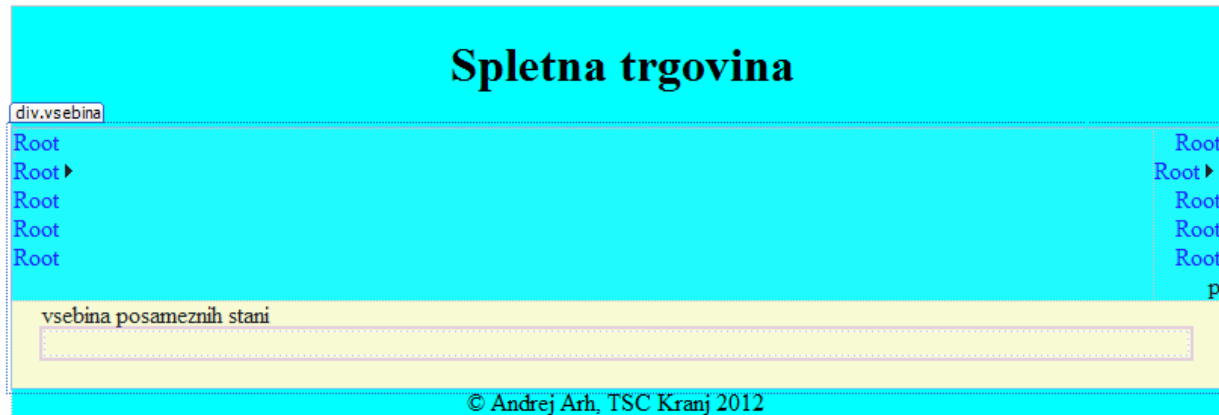 Spletna trgovina
div.vsebina
Root Root
Root Root
Root Root
Root Root
Root Root
p
vsebina posameznih stani
© Andrej Arh, TSC Kranj 2012